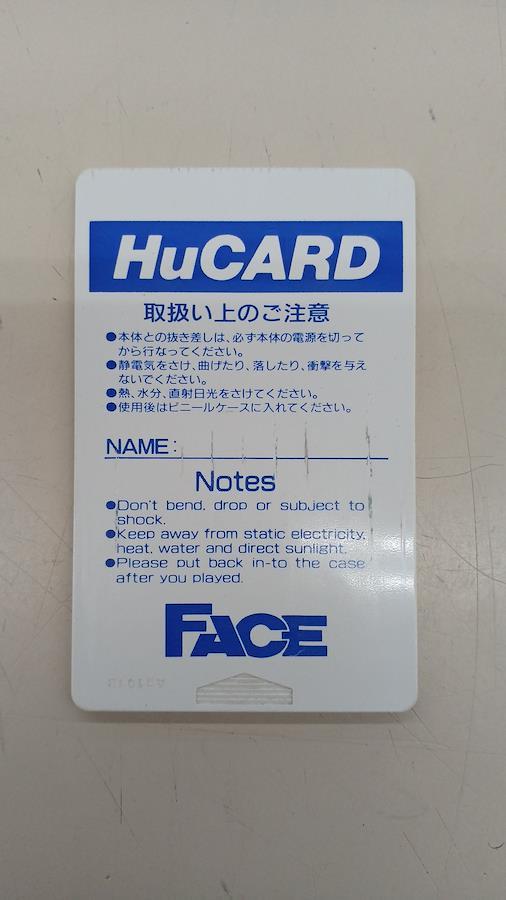 HuCARD
取扱い上のご注意
●本体との抜き差しは、必ず本体の電源を切って
から行なってください。
●静電気をさけ、曲げたり、落したり、衝撃を与え
ないでください。
●熱、水分、直射日光をさけてください。
●使用後はビニールケースに入れてください。
NAME:
Notes
●Don't bend, drop or subject to
shock.
●Keep away from static electricity,
heat, water and direct sunlight.
●Please put back in-to the case
after you played.
FACE